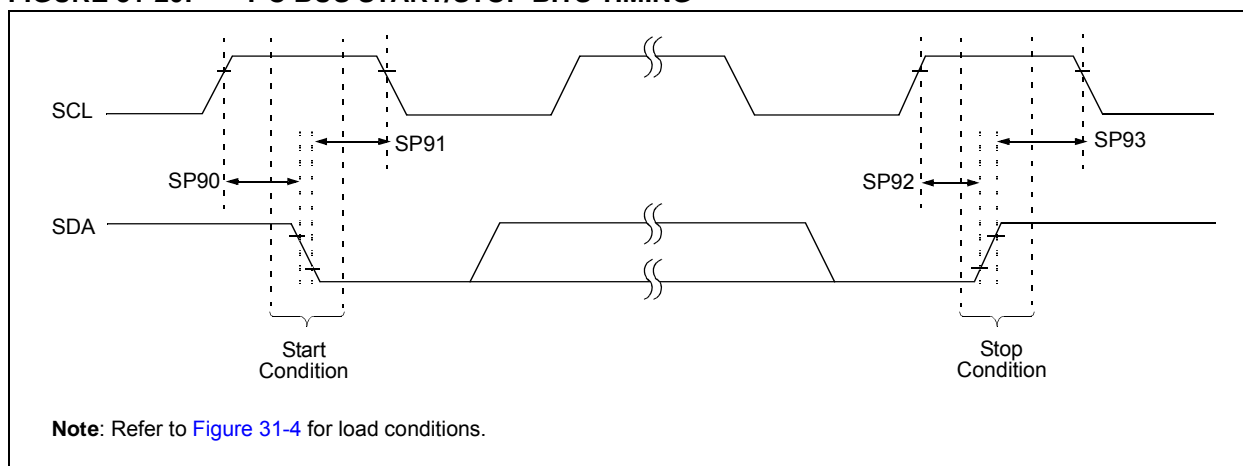 SCL
SP91
SP93
SP90
SP92
SDA
Start
Condition
Stop
Condition
Note: Refer to Figure 31-4 for load conditions.